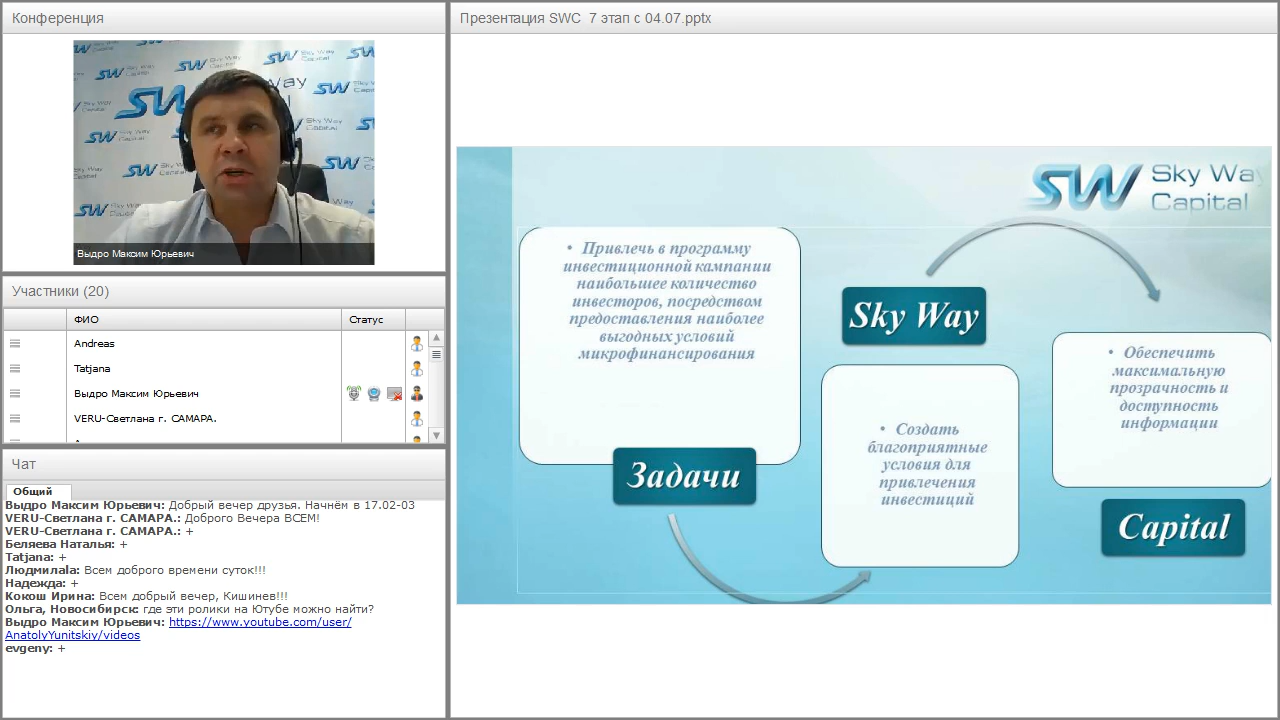 Конференция
SW Sky Way Capital
Выдро Максим Юрьевич
Участники (20)
ФИО
Статус
Andreas
Tatjana
Выдро Максим Юрьевич
VERU-Светлана г. САМАРА.
Чат
Общий
Выдро Максим Юрьевич: Добрый вечер друзья. Начнём в 17.02-03
VERU-Светлана г. САМАРА.: Доброго Вечера ВСЕМ!
VERU-Светлана г. САМАРА.: +
Беляева Наталья: +
Tatjana: +
Людмилаla: Всем доброго времени суток!!!
Надежда: +
Кокош Ирина: Всем добрый вечер, Кишинев!!!
Ольга, Новосибирск: где эти ролики на Ютубе можно найти?
Выдро Максим Юрьевич: https://www.youtube.com/user/
AnatolyYunitskiy/videos
evgeny: +
Презентация SWC 7 этап с 04.07.pptx
SW Sky Wa
Capital
• Привлечь в программу
инвестиционной кампании
наибольшее количество
инвесторов, посредством
предоставления наиболее
выгодных условий
микрофинансирования
Задачи
Sky Way
• Создать
благоприятные
условия для
привлечения
инвестиций
• Обеспечить
максимальную
прозрачность и
доступность
информации
Capital